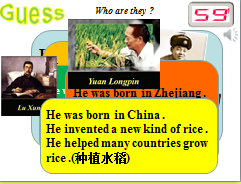 Guess
Who are they ?
59
Yuan Longpin
Lu Xun
He was born in Zhejiang .
He was born in China .
He invented a new kind of rice .
He helped many countries grow
rice .(种植水稻)